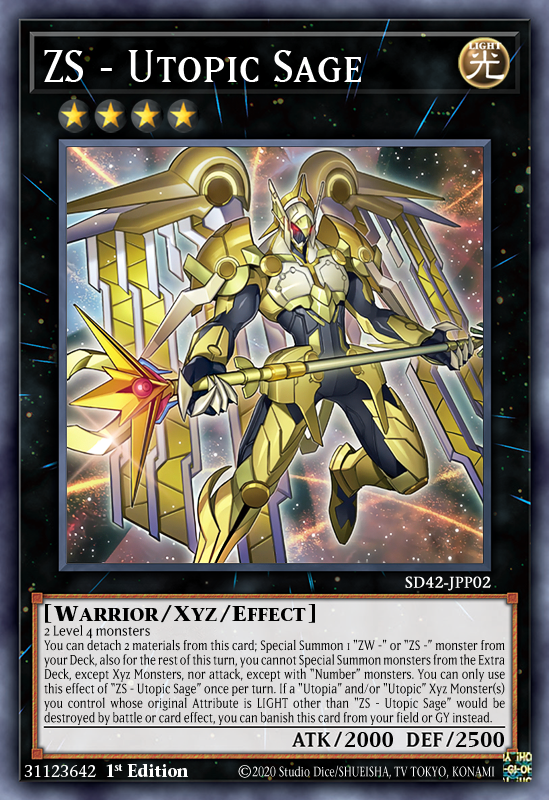 ZS - Utopic Sage
LIGHT
光
SD42-JPP02
[Warrior/Xyz/Effect]
2 Level 4 monsters
You can detach 2 materials from this card; Special Summon 1 "ZW -" or "ZS -" monster from
your Deck, also for the rest of this turn, you cannot Special Summon monsters from the Extra
Deck, except Xyz Monsters, nor attack, except with "Number" monsters. You can only use
this effect of "ZS - Utopic Sage" once per turn. If a "Utopia" and/or "Utopic" Xyz Monster(s)
you control whose original Attribute is LIGHT other than "ZS - Utopic Sage" would be
destroyed by battle or card effect, you can banish this card from your field or GY instead.
ATK/2000 DEF/2500
31123642 1st Edition ©2020 Studio Dice/SHUEISHA, TV TOKYO, KONAMI